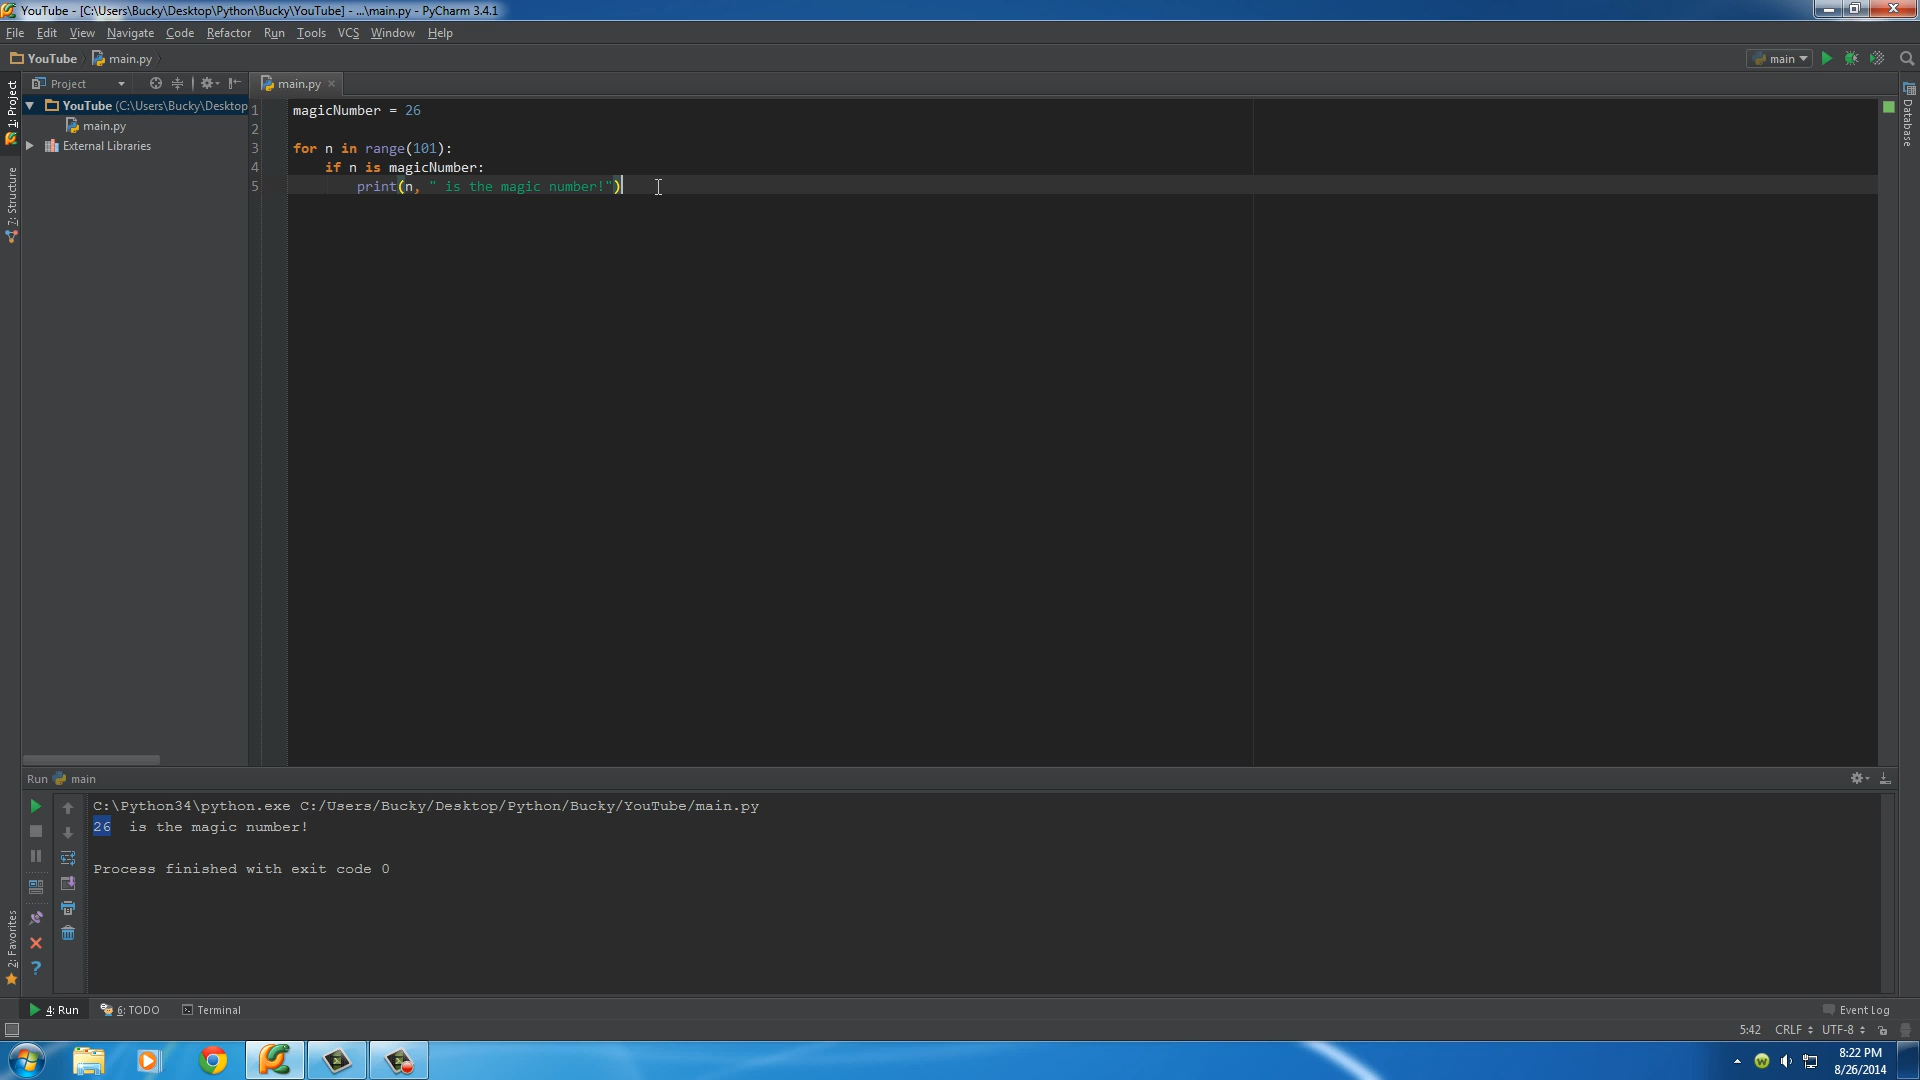 YouTube - [C:\Users\Bucky\Desktop\Python\Bucky\YouTube] - ...\main.py - PyCharm 3.4.1
File Edit View Navigate Code Refactor Run Tools VCS Window Help
YouTube main.py main
1: Project
Project
main.py
YouTube (C:\Users\Bucky\Desktop
main.py
External Libraries
7: Structure
2: Favorites
Database
1 magicNumber = 26
2
3 for n in range(101):
4 if n is magicNumber:
5 print(n, " is the magic number!")
Run main
C:\Python34\python.exe C:/Users/Bucky/Desktop/Python/Bucky/YouTube/main.py
26  is the magic number!
Process finished with exit code 0
4: Run 6: TODO Terminal Event Log
5:42 CRLF UTF-8
8:22 PM
8/26/2014